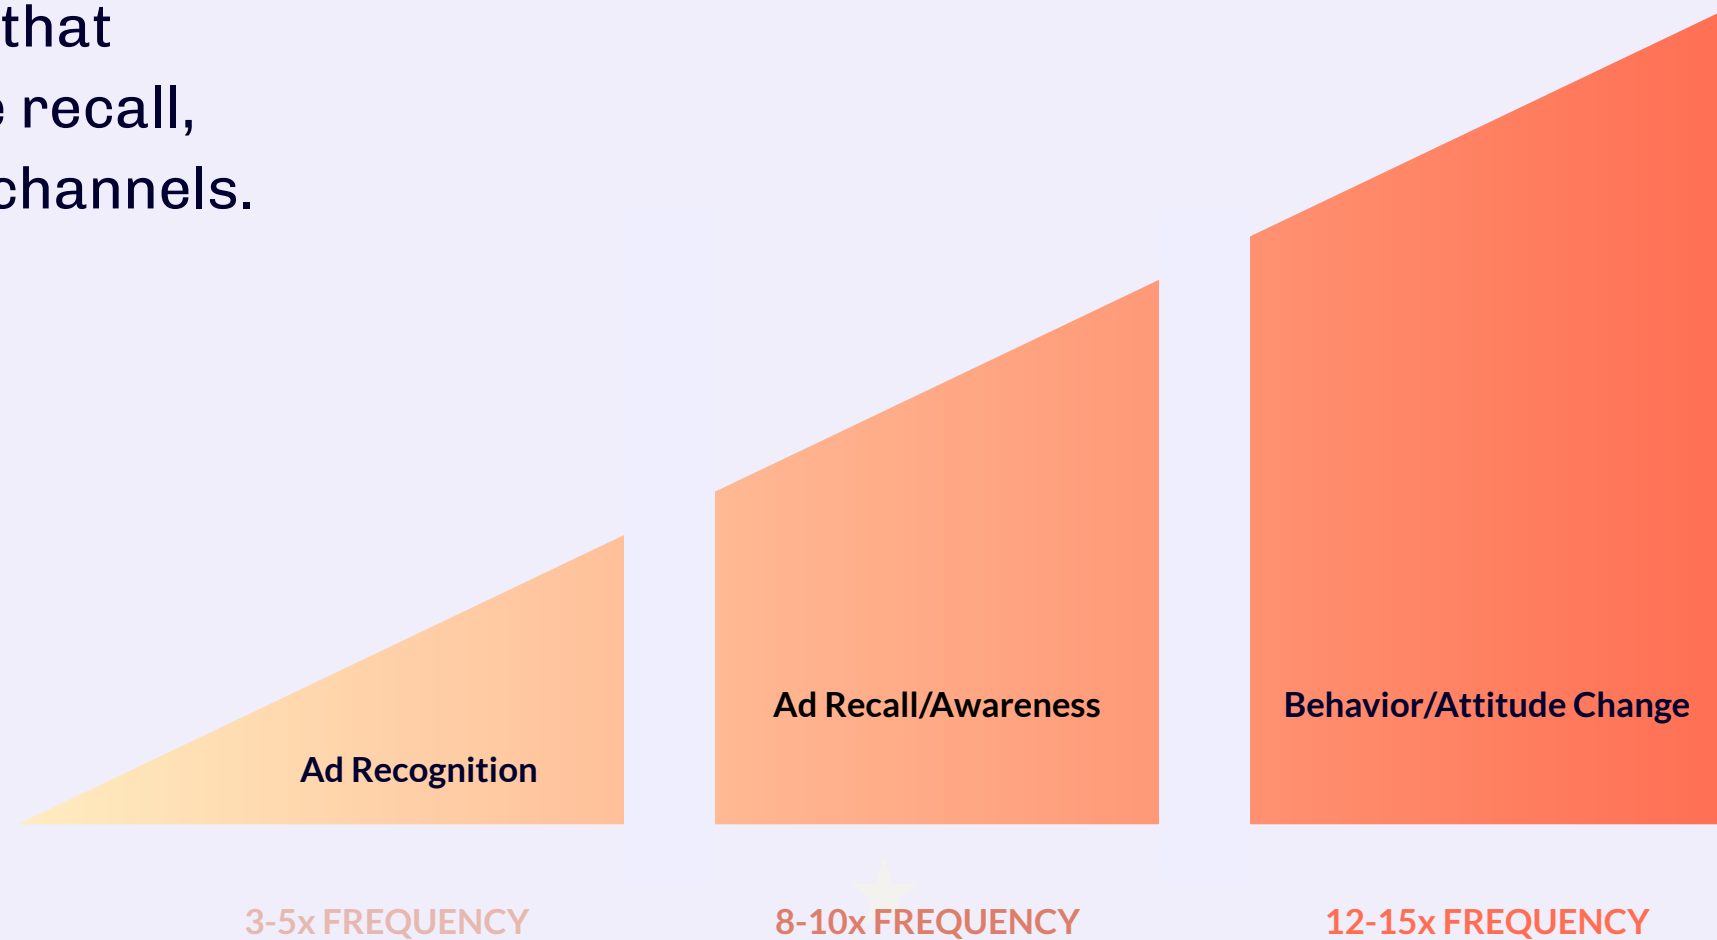 that
recall,
channels.
Ad Recognition
Ad Recall/Awareness
Behavior/Attitude Change
3-5x FREQUENCY
8-10x FREQUENCY
12-15x FREQUENCY